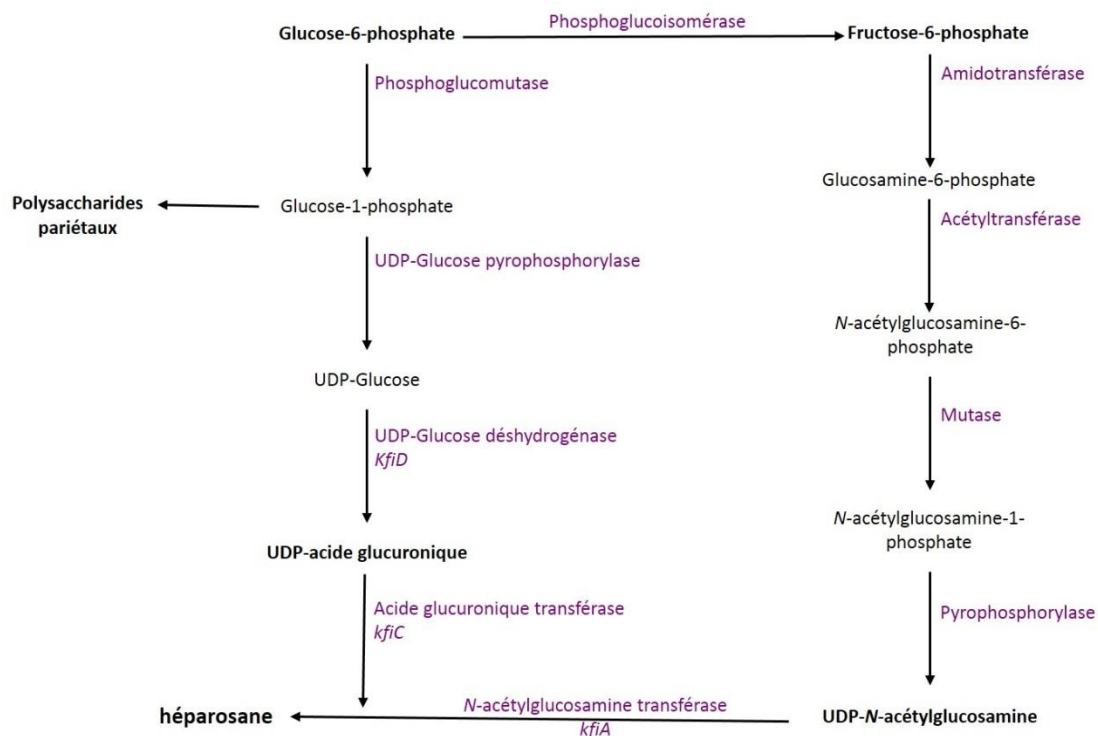 Glucose-6-phosphate
Phosphoglucoisomérase
Fructose-6-phosphate
Phosphoglucomutase
Amidotransférase
Glucosamine-6-phosphate
Polysaccharides
pariétaux
Glucose-1-phosphate
Acétyltransférase
UDP-Glucose pyrophosphorylase
N-acétylglucosamine-6-
phosphate
UDP-Glucose
Mutase
UDP-Glucose déshydrogénase
KfiD
N-acétylglucosamine-1-
phosphate
UDP-acide glucuronique
Acide glucuronique transférase
kfiC
Pyrophosphorylase
héparosane
N-acétylglucosamine transférase
kfiA
UDP-N-acétylglucosamine